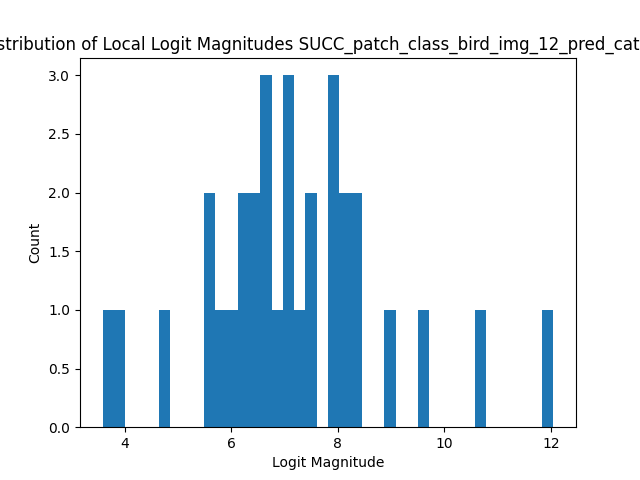 stribution of Local Logit Magnitudes SUCC_patch_class_bird_img_12_pred_cat
3.0
2.5
2.0
1.5
1.0
0.5
0.0
Count
4 6 8 10 12
Logit Magnitude